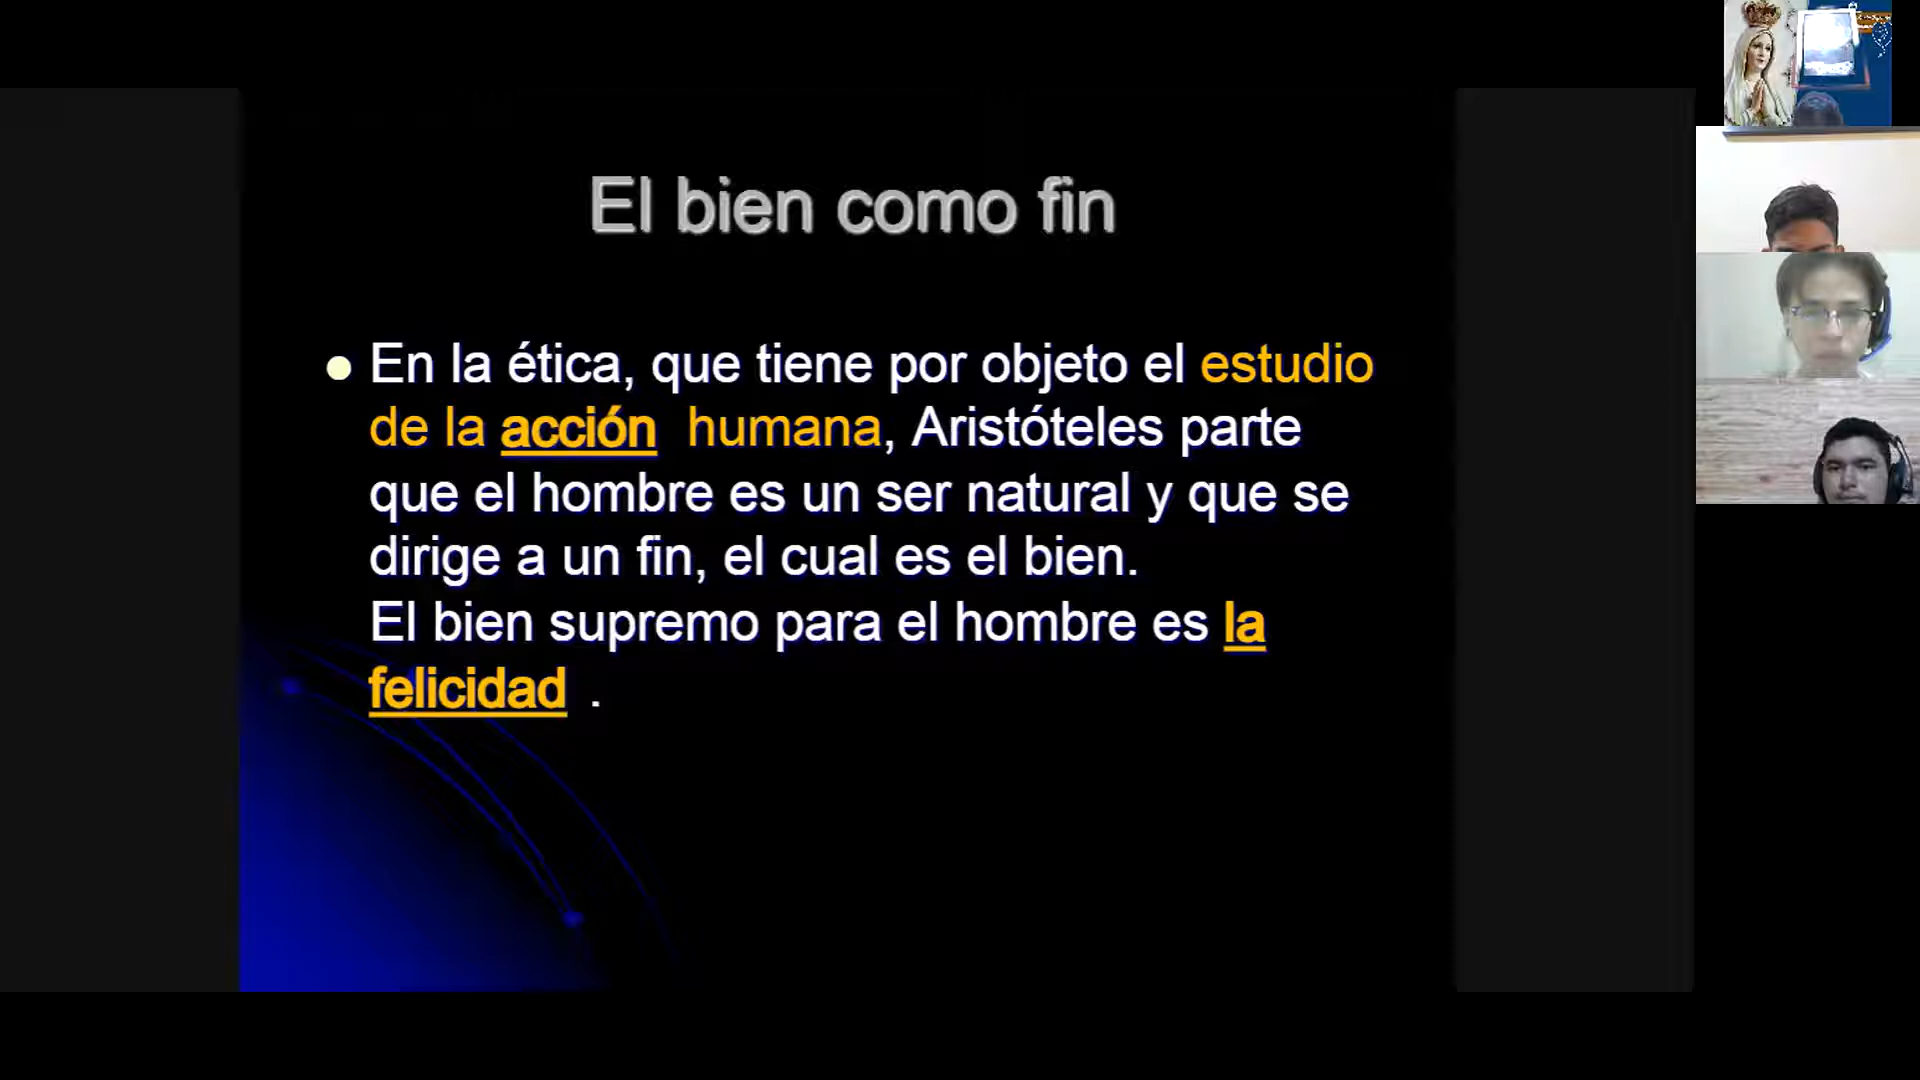 El bien como fin
En la ética, que tiene por objeto el estudio
de la acción humana, Aristóteles parte
que el hombre es un ser natural y que se
dirige a un fin, el cual es el bien.
El bien supremo para el hombre es la
felicidad .